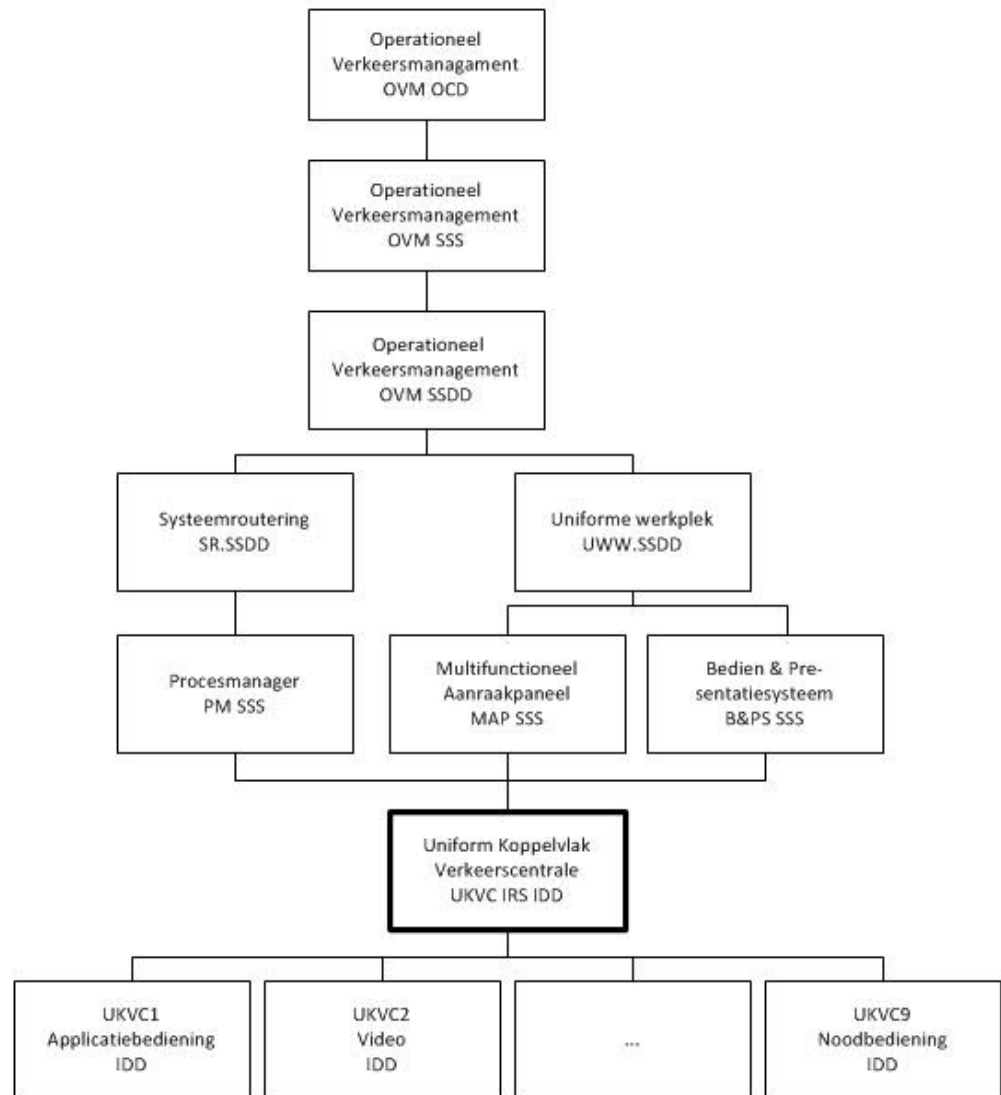 Operationeel
Verkeersmanagament
OVM OCD
Operationeel
Verkeersmanagement
OVM SSS
Operationeel
Verkeersmanagement
OVM SSDD
Systeemroutering
SR.SSDD
Uniforme werkplek
UWW.SSDD
Procesmanager
PM SSS
Multifunctioneel
Aanraakpaneel
MAP SSS
Bedien & Pre-
sentatiesysteem
B&PS SSS
Uniform Koppelvlak
Verkeerscentrale
UKVC IRS IDD
UKVC1
Applicatiebediening
IDD
UKVC2
Video
IDD
...
UKVC9
Noodbediening
IDD